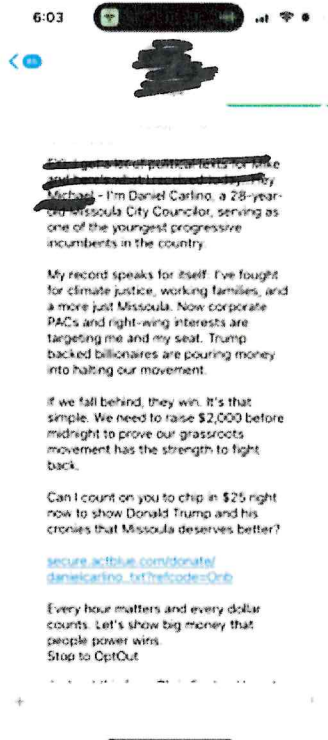 6:03
Michael - I'm Daniel Carlino, a 28-year-
old Missoula City Councilor, serving as
one of the youngest progressive
incumbents in the country.
My record speaks for itself. I've fought
for climate justice, working families, and
a more just Missoula. Now corporate
PACs and right-wing interests are
targeting me and my seat. Trump
backed billionaires are pouring money
into halting our movement.
If we fall behind, they win. It's that
simple. We need to raise $2,000 before
midnight to prove our grassroots
movement has the strength to fight
back.
Can I count on you to chip in $25 right
now to show Donald Trump and his
cronies that Missoula deserves better?
secure.actblue.com/donate/
danielcarlino_txt?refcode=Onb
Every hour matters and every dollar
counts. Let's show big money that
people power wins.
Stop to OptOut